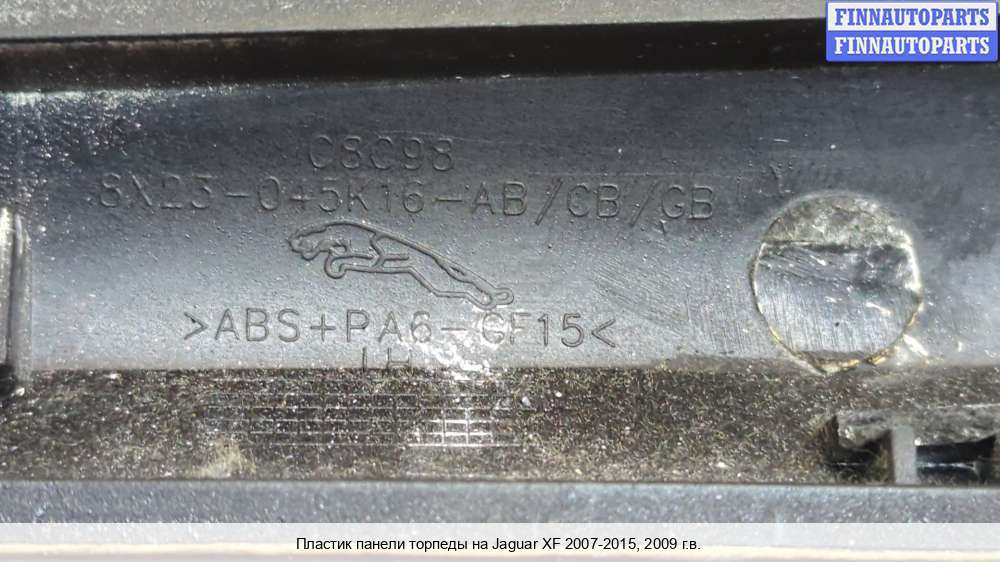 FINNAUTOPARTS
FINNAUTOPARTS
C8C98
8X23-045K16-AB/CB/GB
>ABS+PA6-GF15<
LH
Пластик панели торпеды на Jaguar XF 2007-2015, 2009 г.в.